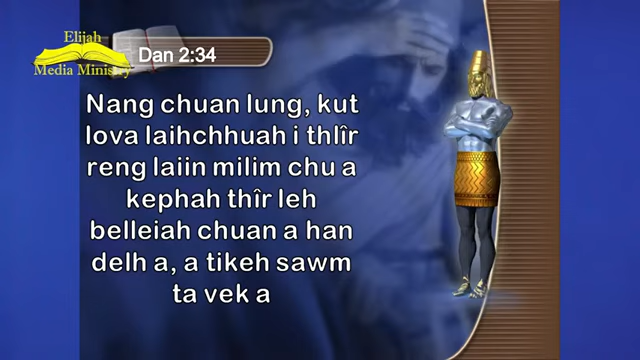 Elijah
Media Ministry
Dan 2:34
Nang chuan lung, kut
lova laihchhuah i thlîr
reng laiin milim chu a
kephah thîr leh
belleiah chuan a han
delh a, a tikeh sawm
ta vek a